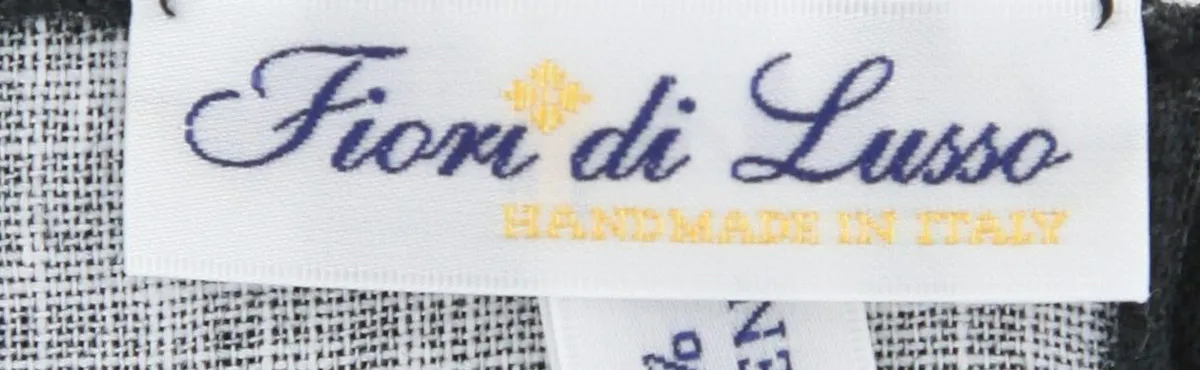 Fiori di Lusso
HANDMADE IN ITALY